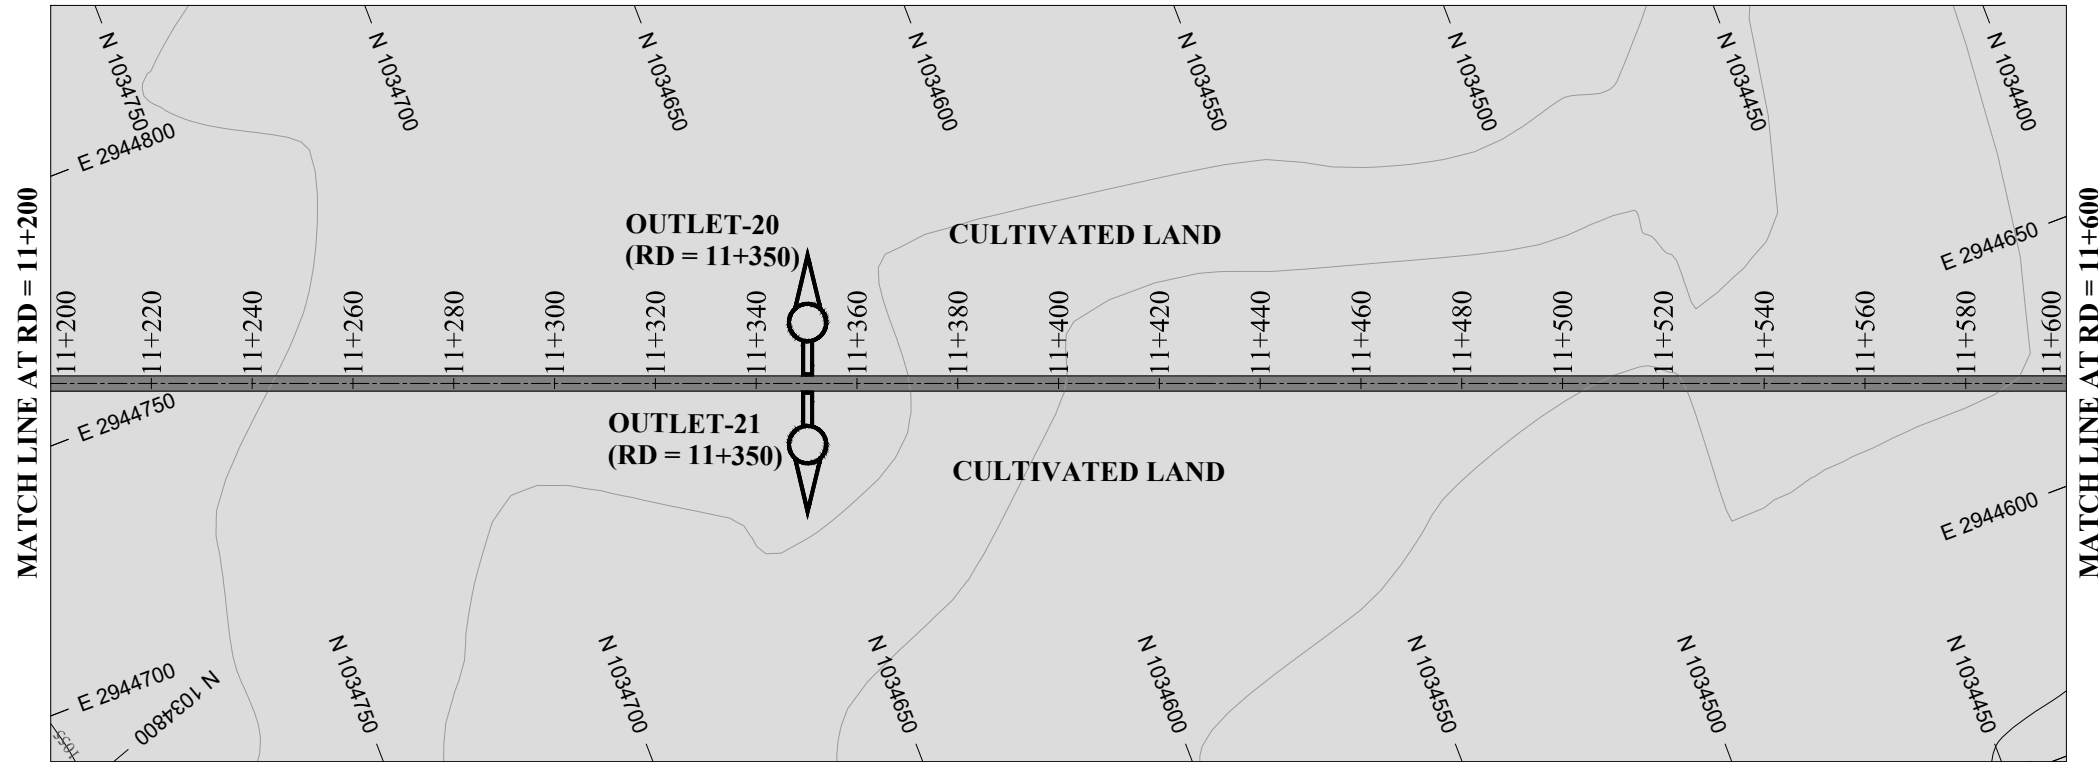 N 1034750
N 1034700
N 1034650
N 1034600
N 1034550
N 1034500
N 1034450
N 1034400
E 2944800
MATCH LINE AT RD = 11+200
OUTLET-20
(RD = 11+350)
CULTIVATED LAND
E 2944650
MATCH LINE AT RD = 11+600
11+200
11+220
11+240
11+260
11+280
11+300
11+320
11+340
11+360
11+380
11+400
11+420
11+440
11+460
11+480
11+500
11+520
11+540
11+560
11+580
11+600
E 2944750
OUTLET-21
(RD = 11+350)
CULTIVATED LAND
E 2944600
E 2944700
N 1034800
1055
N 1034750
N 1034700
N 1034650
N 1034600
N 1034550
N 1034500
N 1034450